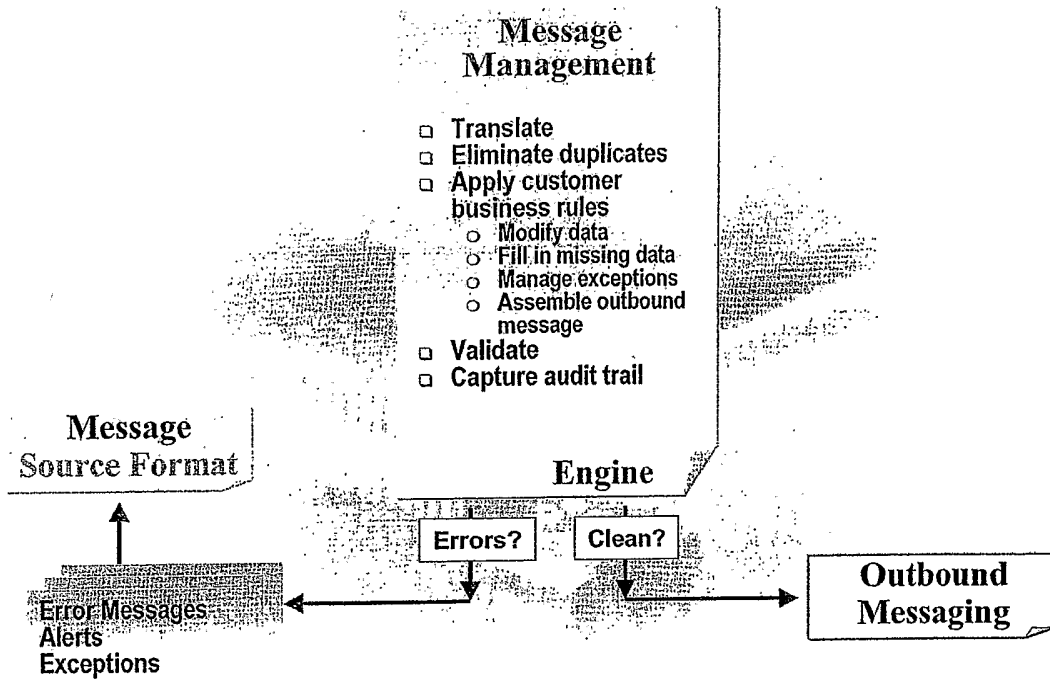 Message
Management
Translate
Eliminate duplicates
Apply customer
business rules
Modify data
Fill in missing data
Manage exceptions
Assemble outbound
message
Validate
Capture audit trail
Engine
Message
Source Format
Errors?
Clean?
Error Messages
Alerts
Exceptions
Outbound
Messaging